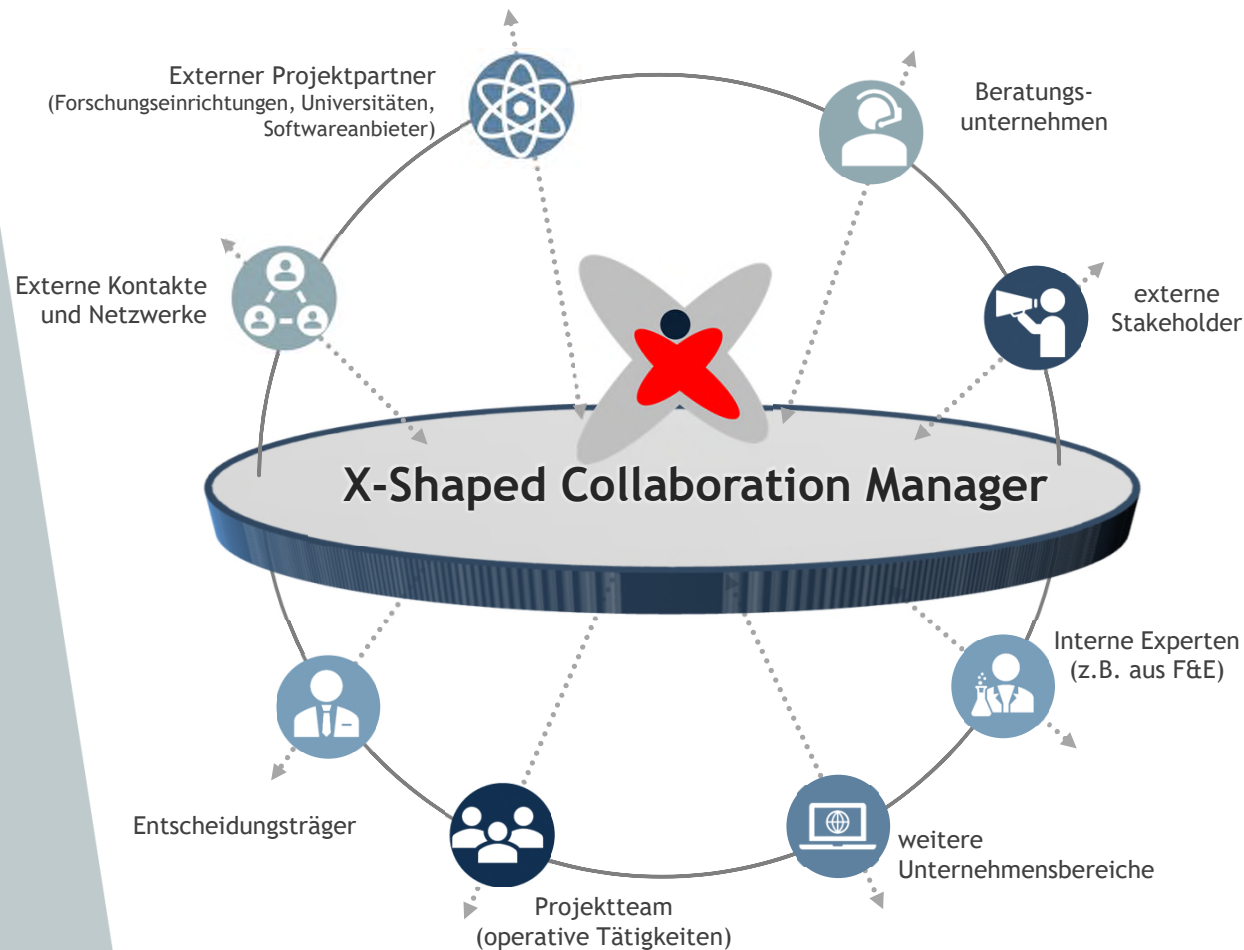 Externer Projektpartner
(Forschungseinrichtungen, Universitäten,
Softwareanbieter)
Beratungs-
unternehmen
Externe Kontakte
und Netzwerke
externe
Stakeholder
X-Shaped Collaboration Manager
Interne Experten
(z.B. aus F&E)
Entscheidungsträger
weitere
Unternehmensbereiche
Projektteam
(operative Tätigkeiten)